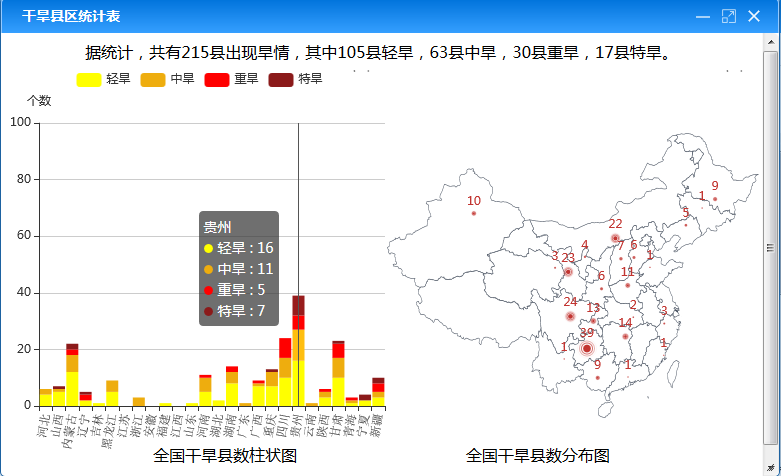 干旱县区统计表
据统计，共有215县出现旱情，其中105县轻旱，63县中旱，30县重旱，17县特旱。
轻旱 中旱 重旱 特旱
个数
100
80
60
40
20
0
贵州
轻旱 : 16
中旱 : 11
重旱 : 5
特旱 : 7
河北 山西 内蒙古 辽宁 吉林 黑龙江 江苏 浙江 安徽 福建 江西 山东 河南 湖北 湖南 广东 广西 重庆 四川 贵州 云南 陕西 甘肃 青海 宁夏 新疆
全国干旱县数柱状图
10
9
1
5
22
7 6
4
1
3 23
6
11
24
13
2
3
14
39
1
1
9
1
全国干旱县数分布图